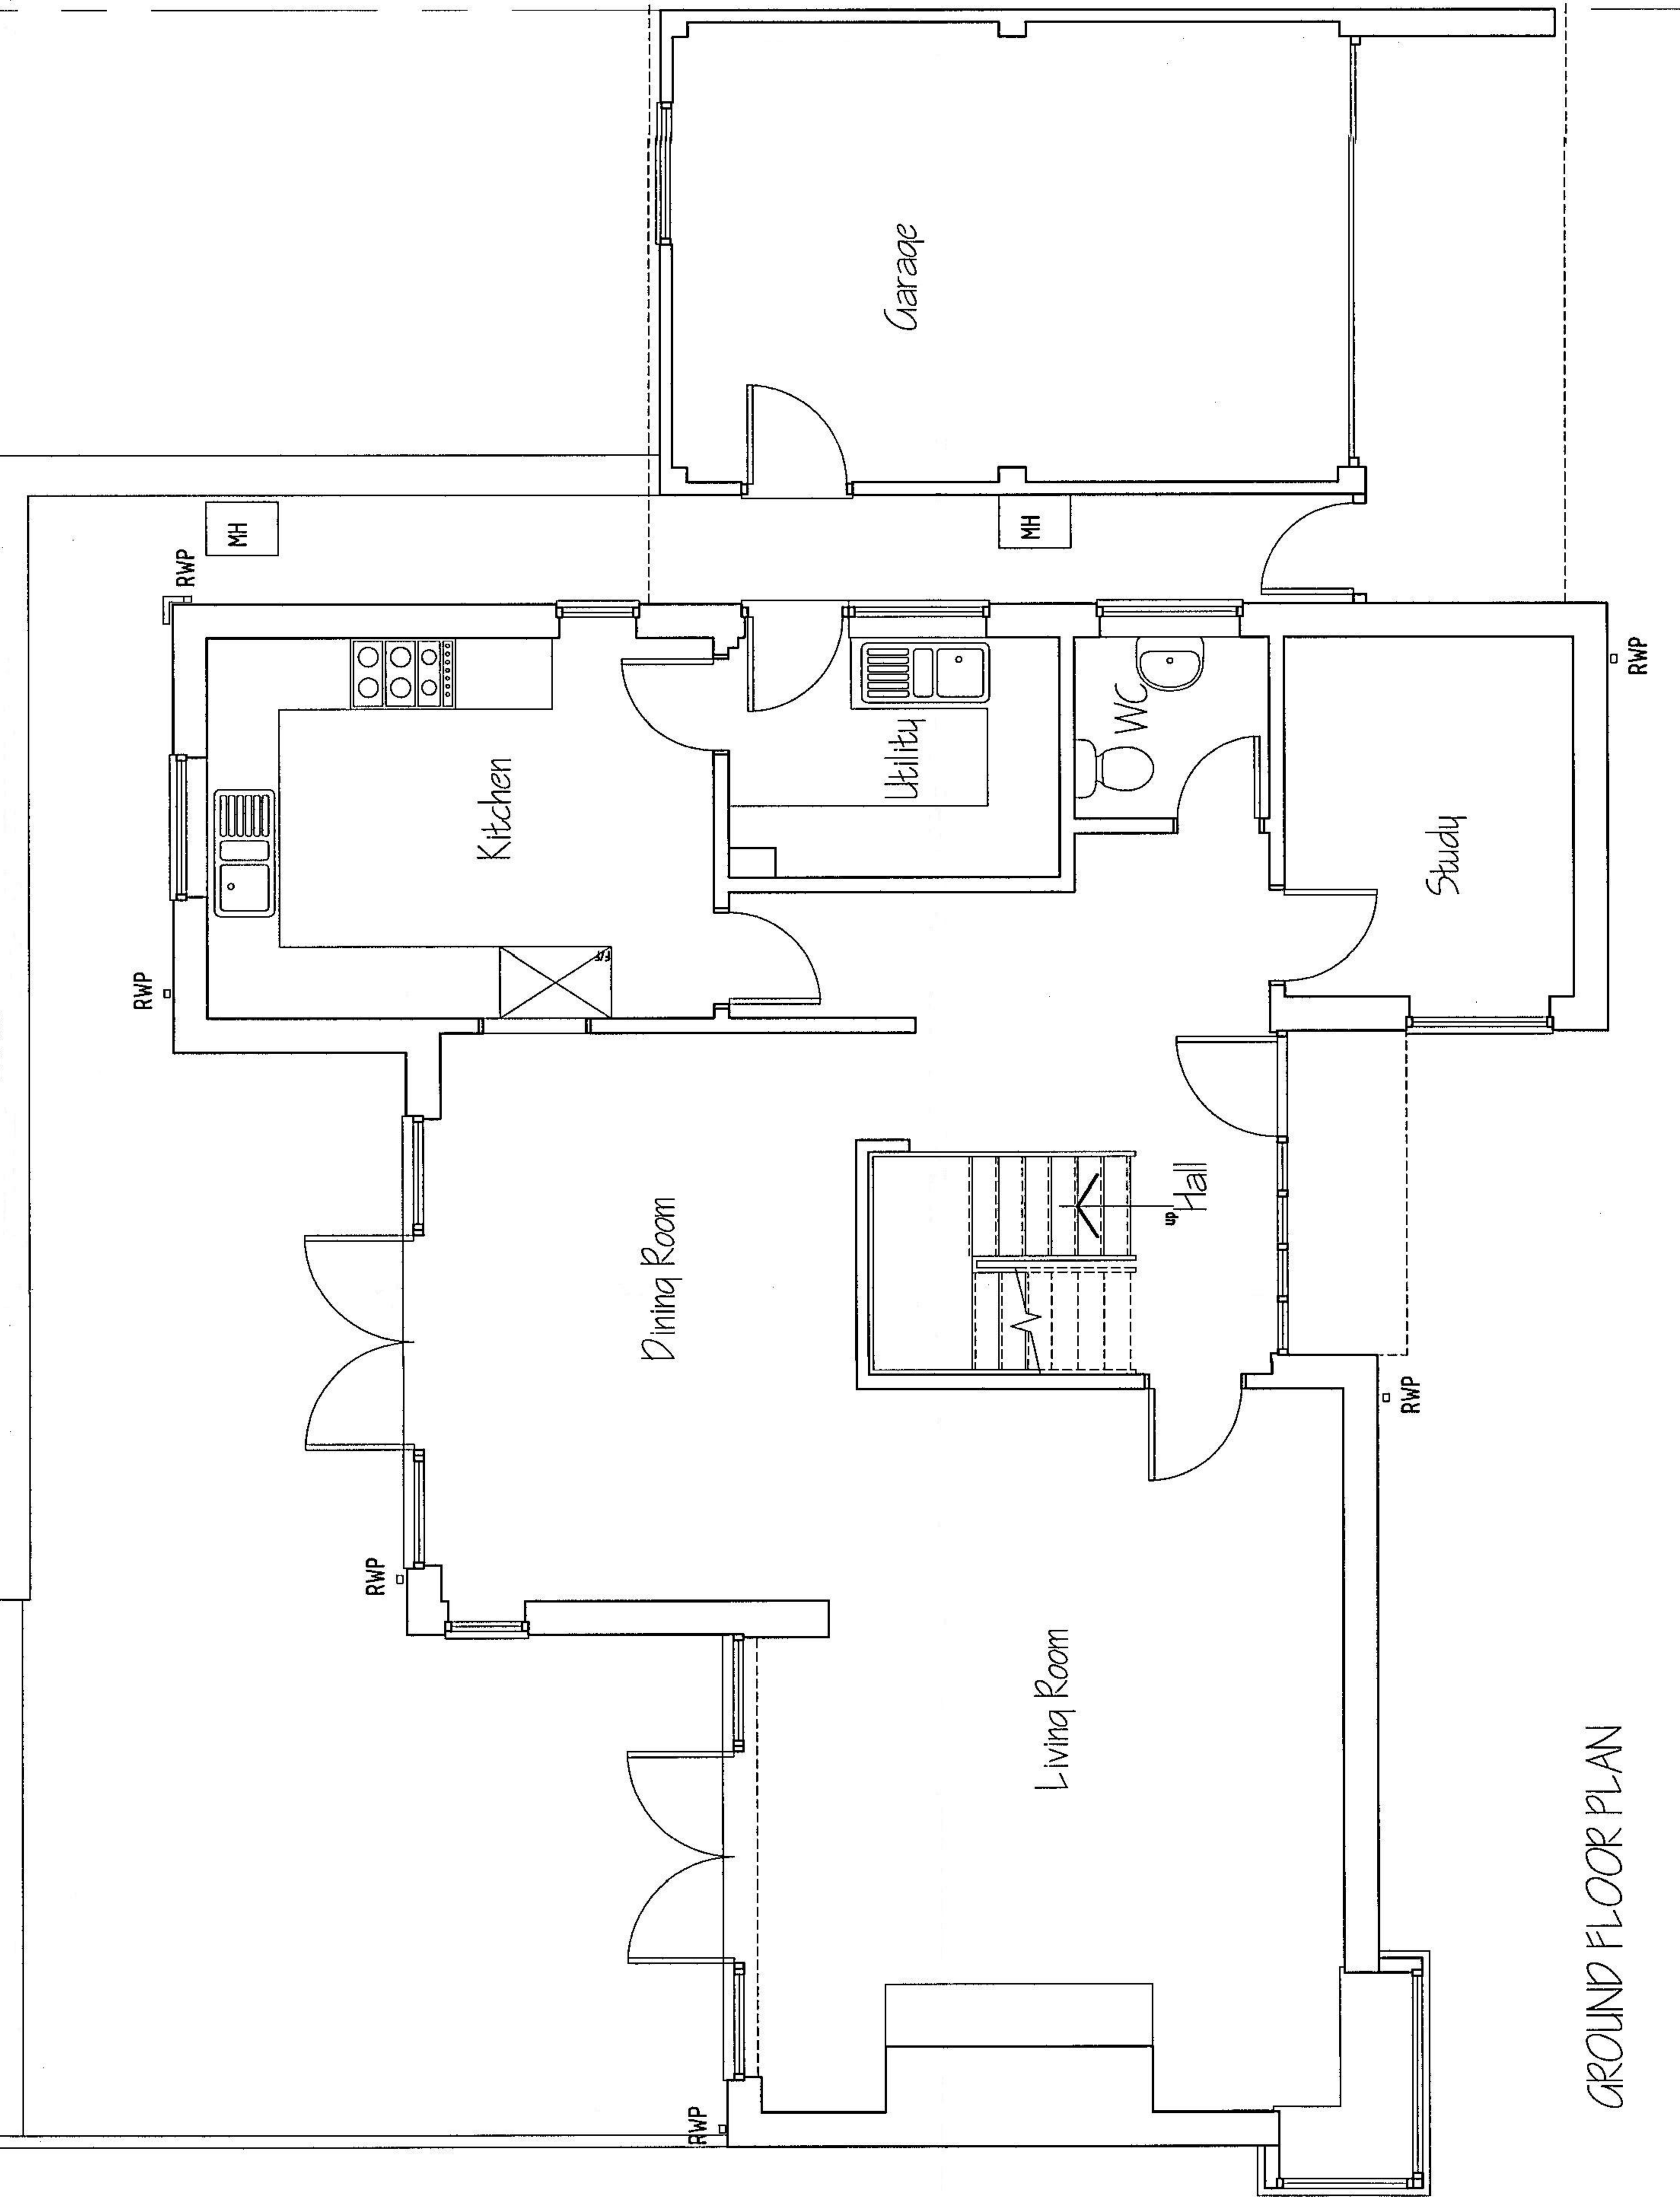 RWP
RWP
RWP
RWP
RWP
RWP
MH
MH
Living Room
Dining Room
Kitchen
Utility
WC
Garage
F/F
up
Hall
Study
GROUND FLOOR PLAN